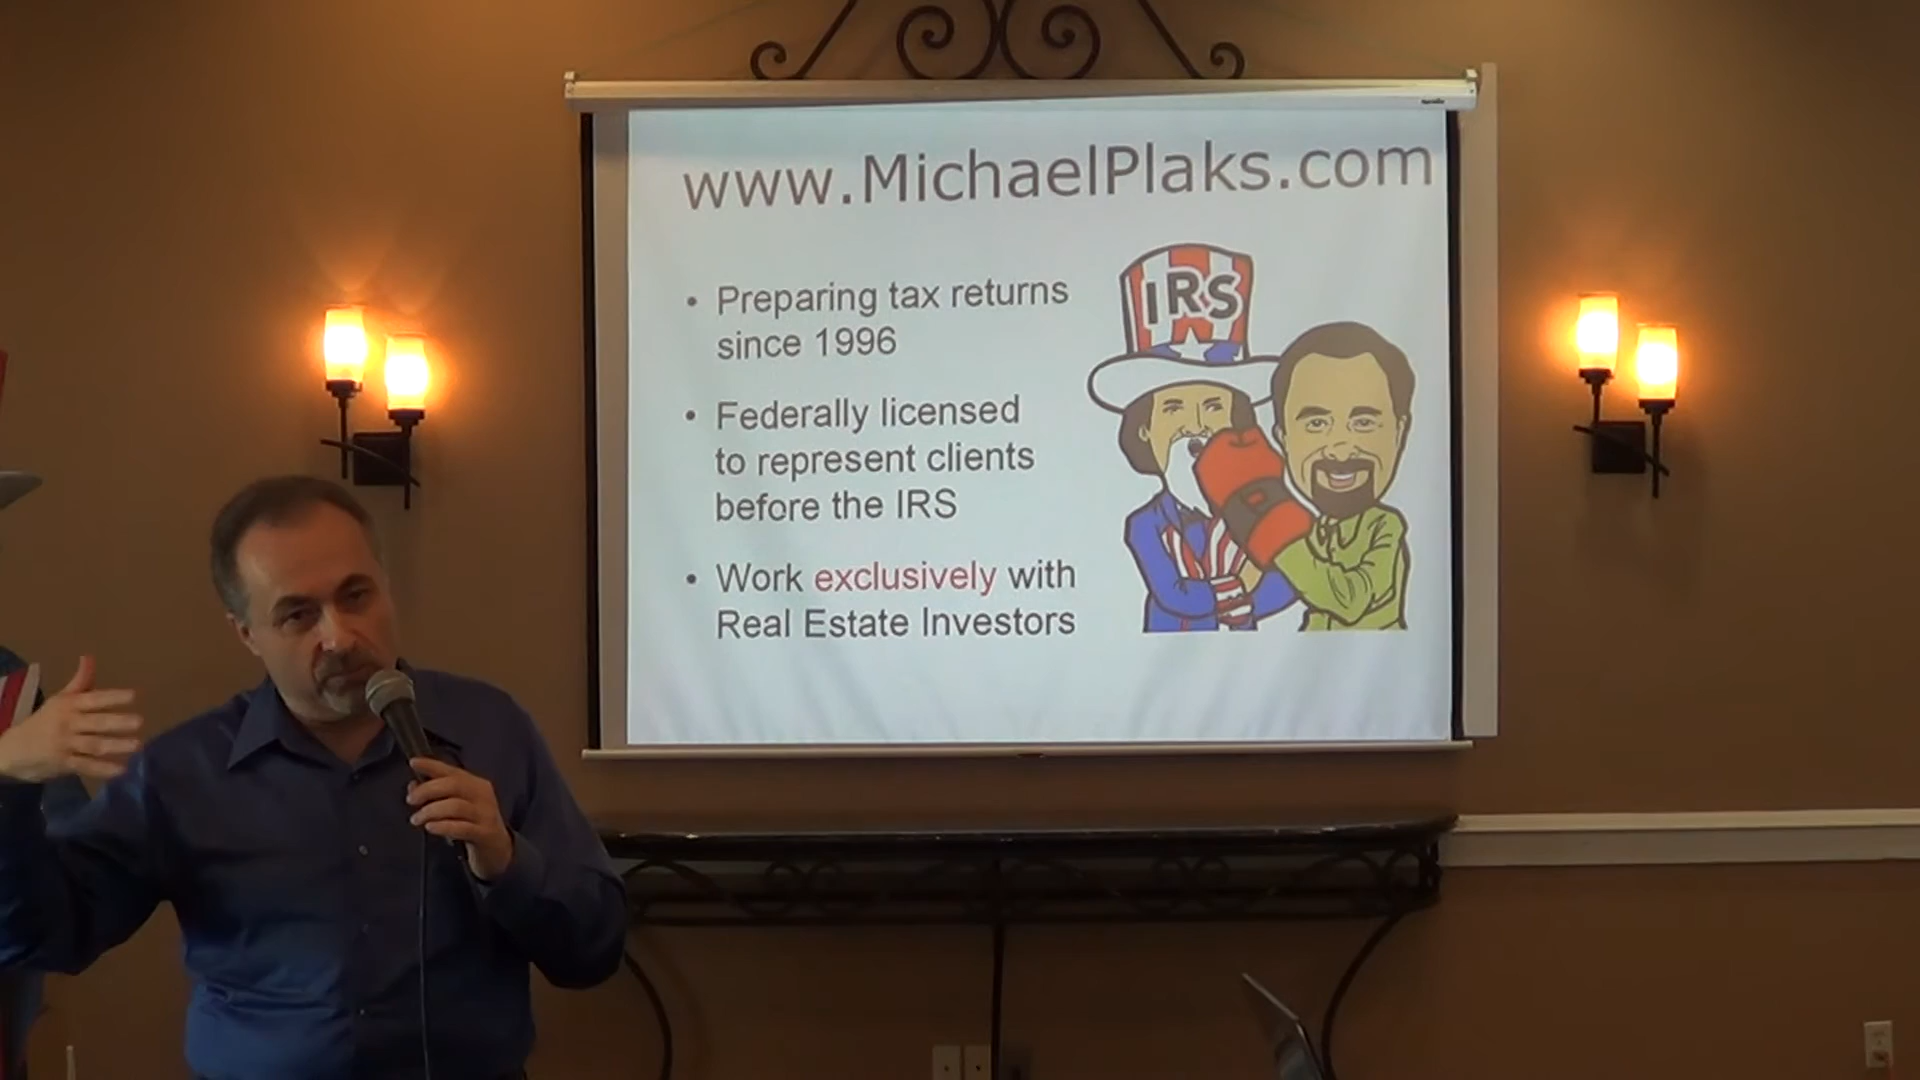 www.MichaelPlaks.com
• Preparing tax returns
since 1996
• Federally licensed
to represent clients
before the IRS
• Work exclusively with
Real Estate Investors
IRS